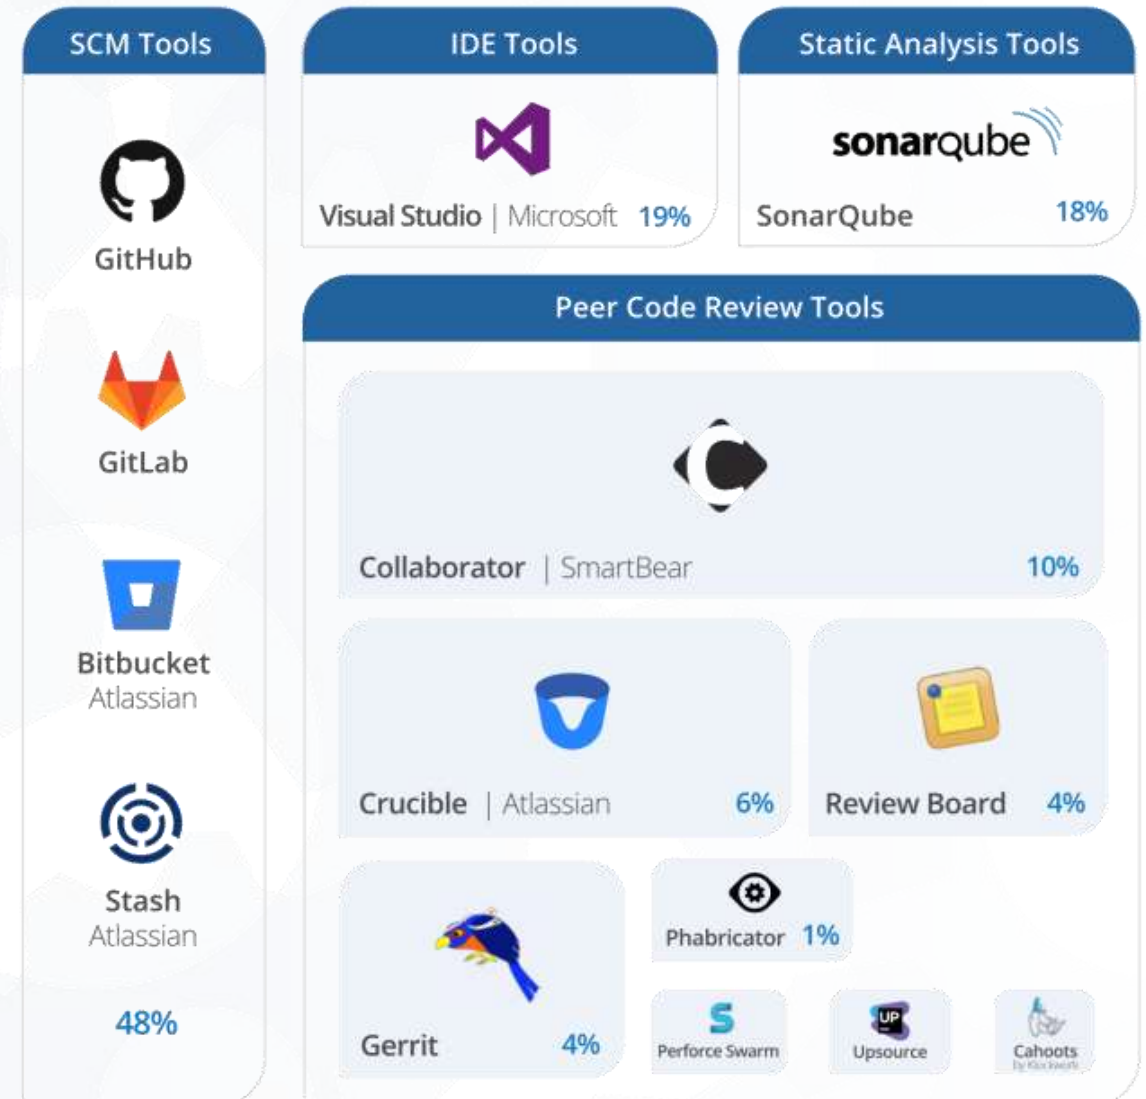 SCM Tools
GitHub
GitLab
Bitbucket
Atlassian
Stash
Atlassian
48%
IDE Tools
Visual Studio | Microsoft 19%
Static Analysis Tools
sonarqube
SonarQube 18%
Peer Code Review Tools
C
Collaborator | SmartBear 10%
Crucible | Atlassian 6%
Review Board 4%
Gerrit 4%
Phabricator 1%
S
Perforce Swarm
UP
Upsource
Cahoots